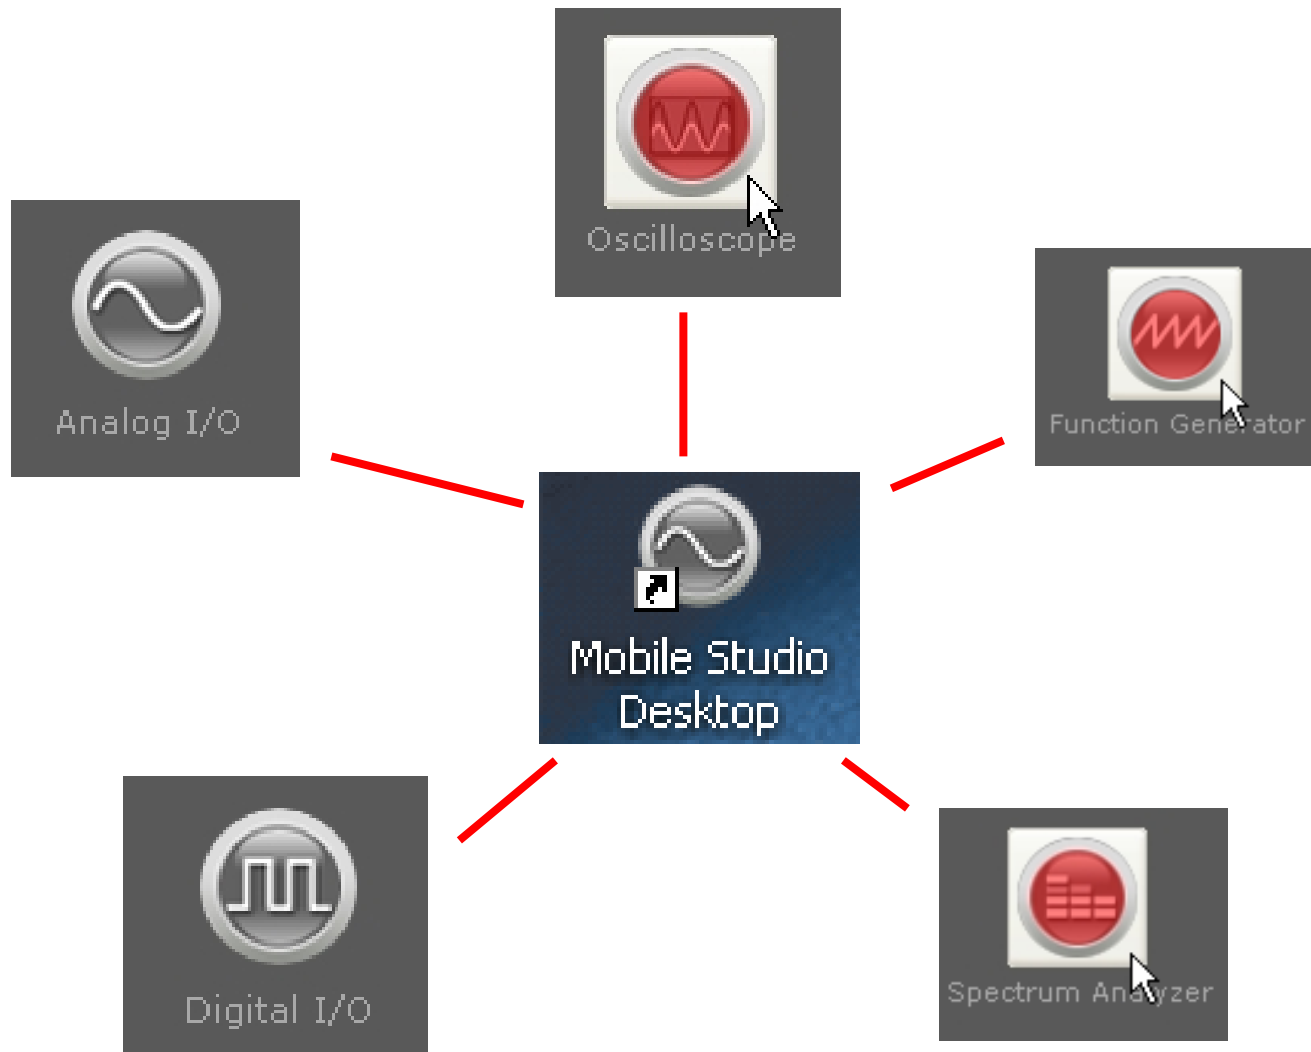 Oscilloscope
Analog I/O
Function Generator
Mobile Studio
Desktop
Digital I/O
Spectrum Analyzer